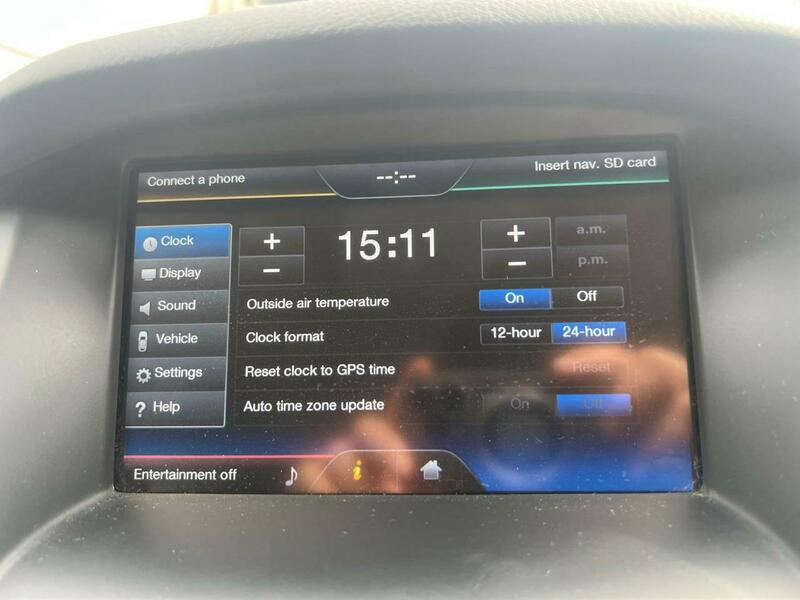 Connect a phone
--:--
Insert nav. SD card
Clock
+
15:11
+
a.m.
−
−
p.m.
Display
Sound
Outside air temperature
On
Off
Vehicle
Clock format
12-hour
24-hour
Settings
Reset clock to GPS time
Reset
? Help
Auto time zone update
On
Off
Entertainment off
i